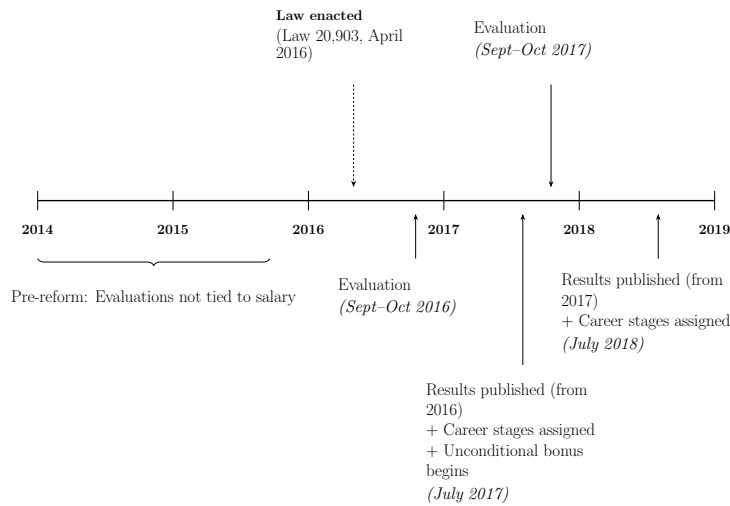 Law enacted
(Law 20,903, April
2016)
Evaluation
(Sept–Oct 2017)
2014
2015
2016
2017
2018
2019
Pre-reform: Evaluations not tied to salary
Evaluation
(Sept–Oct 2016)
Results published (from
2017)
+ Career stages assigned
(July 2018)
Results published (from
2016)
+ Career stages assigned
+ Unconditional bonus
begins
(July 2017)